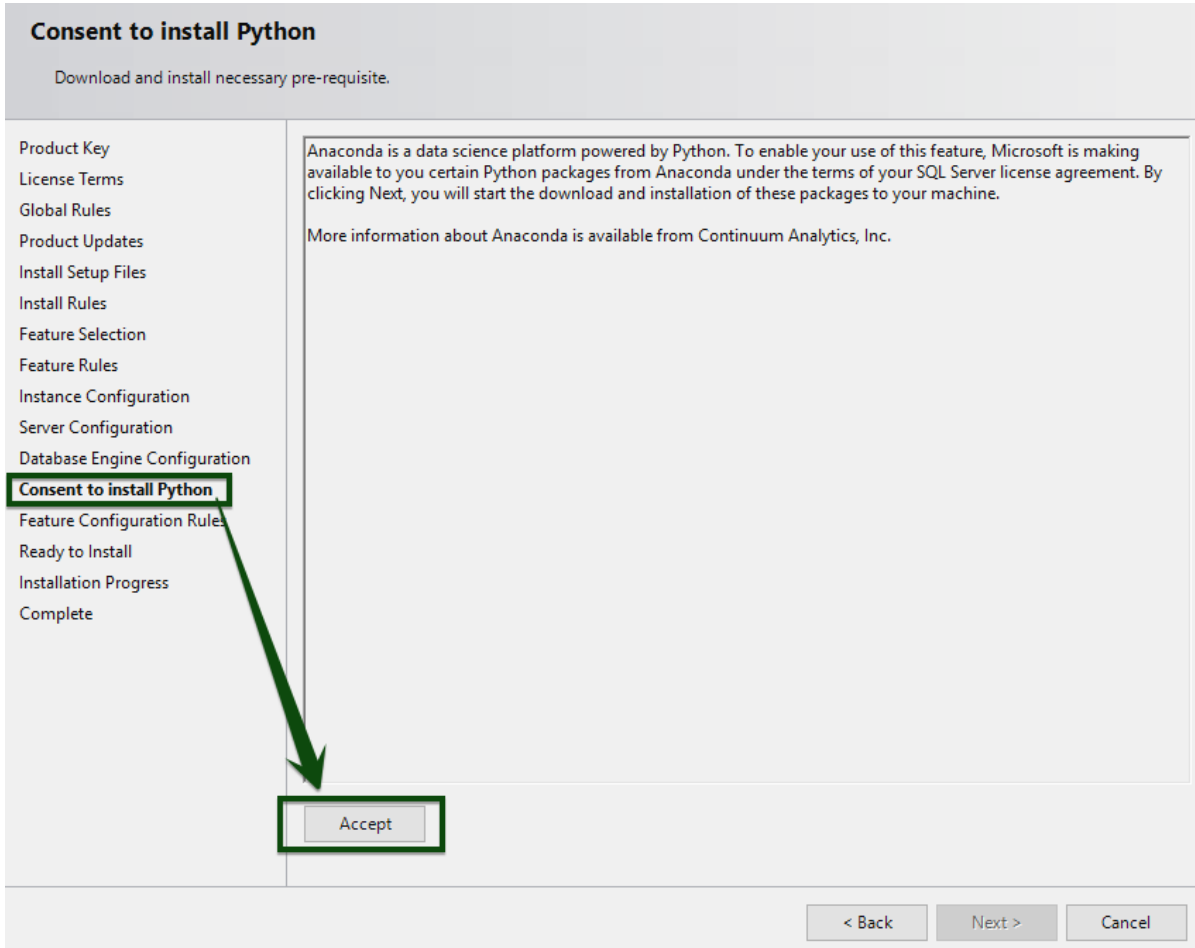 Consent to install Python
Download and install necessary pre-requisite.
Product Key
License Terms
Global Rules
Product Updates
Install Setup Files
Install Rules
Feature Selection
Feature Rules
Instance Configuration
Server Configuration
Database Engine Configuration
Consent to install Python
Feature Configuration Rules
Ready to Install
Installation Progress
Complete
Anaconda is a data science platform powered by Python. To enable your use of this feature, Microsoft is making
available to you certain Python packages from Anaconda under the terms of your SQL Server license agreement. By
clicking Next, you will start the download and installation of these packages to your machine.
More information about Anaconda is available from Continuum Analytics, Inc.
Accept
< Back
Next >
Cancel